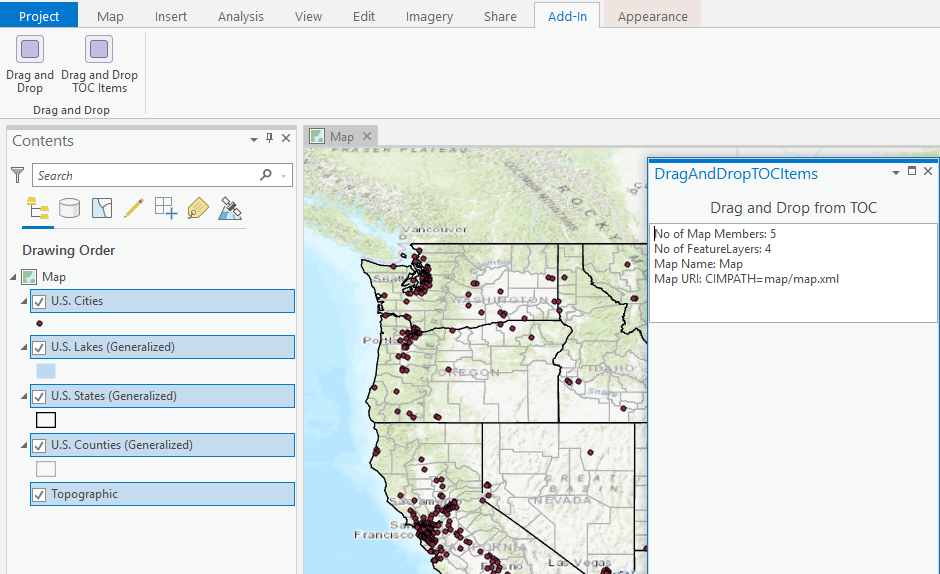 Project Map Insert Analysis View Edit Imagery Share Add-In Appearance
Drag and Drop
Drag and Drop TOC Items
Drag and Drop
Contents
Search
Drawing Order
Map
U.S. Cities
U.S. Lakes (Generalized)
U.S. States (Generalized)
U.S. Counties (Generalized)
Topographic
Map
FRASER PLATEAU
ROCKY
Vancouver
WASHINGTON
OREGON
IDAHO
Snake
GREAT
BASIN
NEVADA
San
Francisco
CALIFORNIA
Las Vegas
DragAndDropTOCItems
Drag and Drop from TOC
No of Map Members: 5
No of FeatureLayers: 4
Map Name: Map
Map URI: CIMPATH=map/map.xml